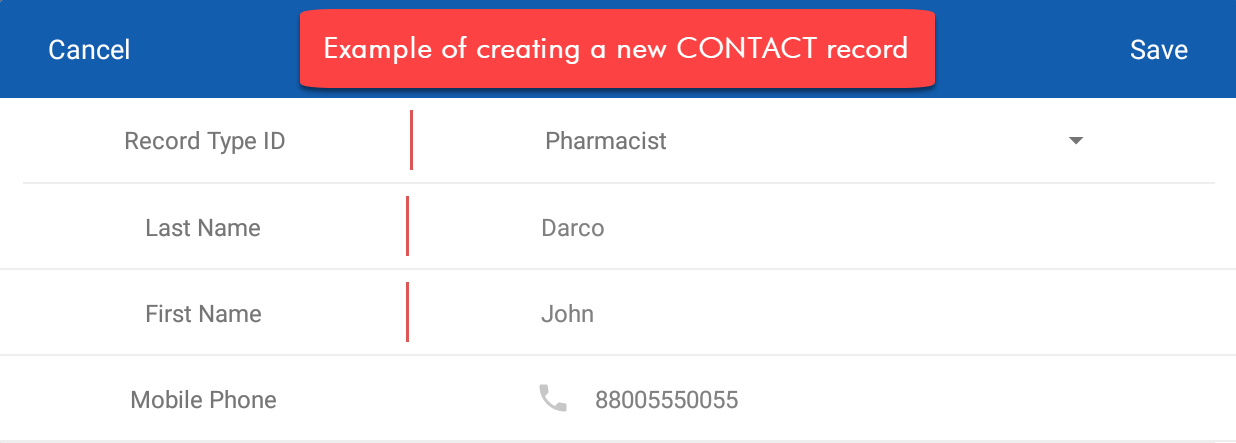 Cancel Example of creating a new CONTACT record Save
Record Type ID Pharmacist
Last Name Darco
First Name John
Mobile Phone 88005550055